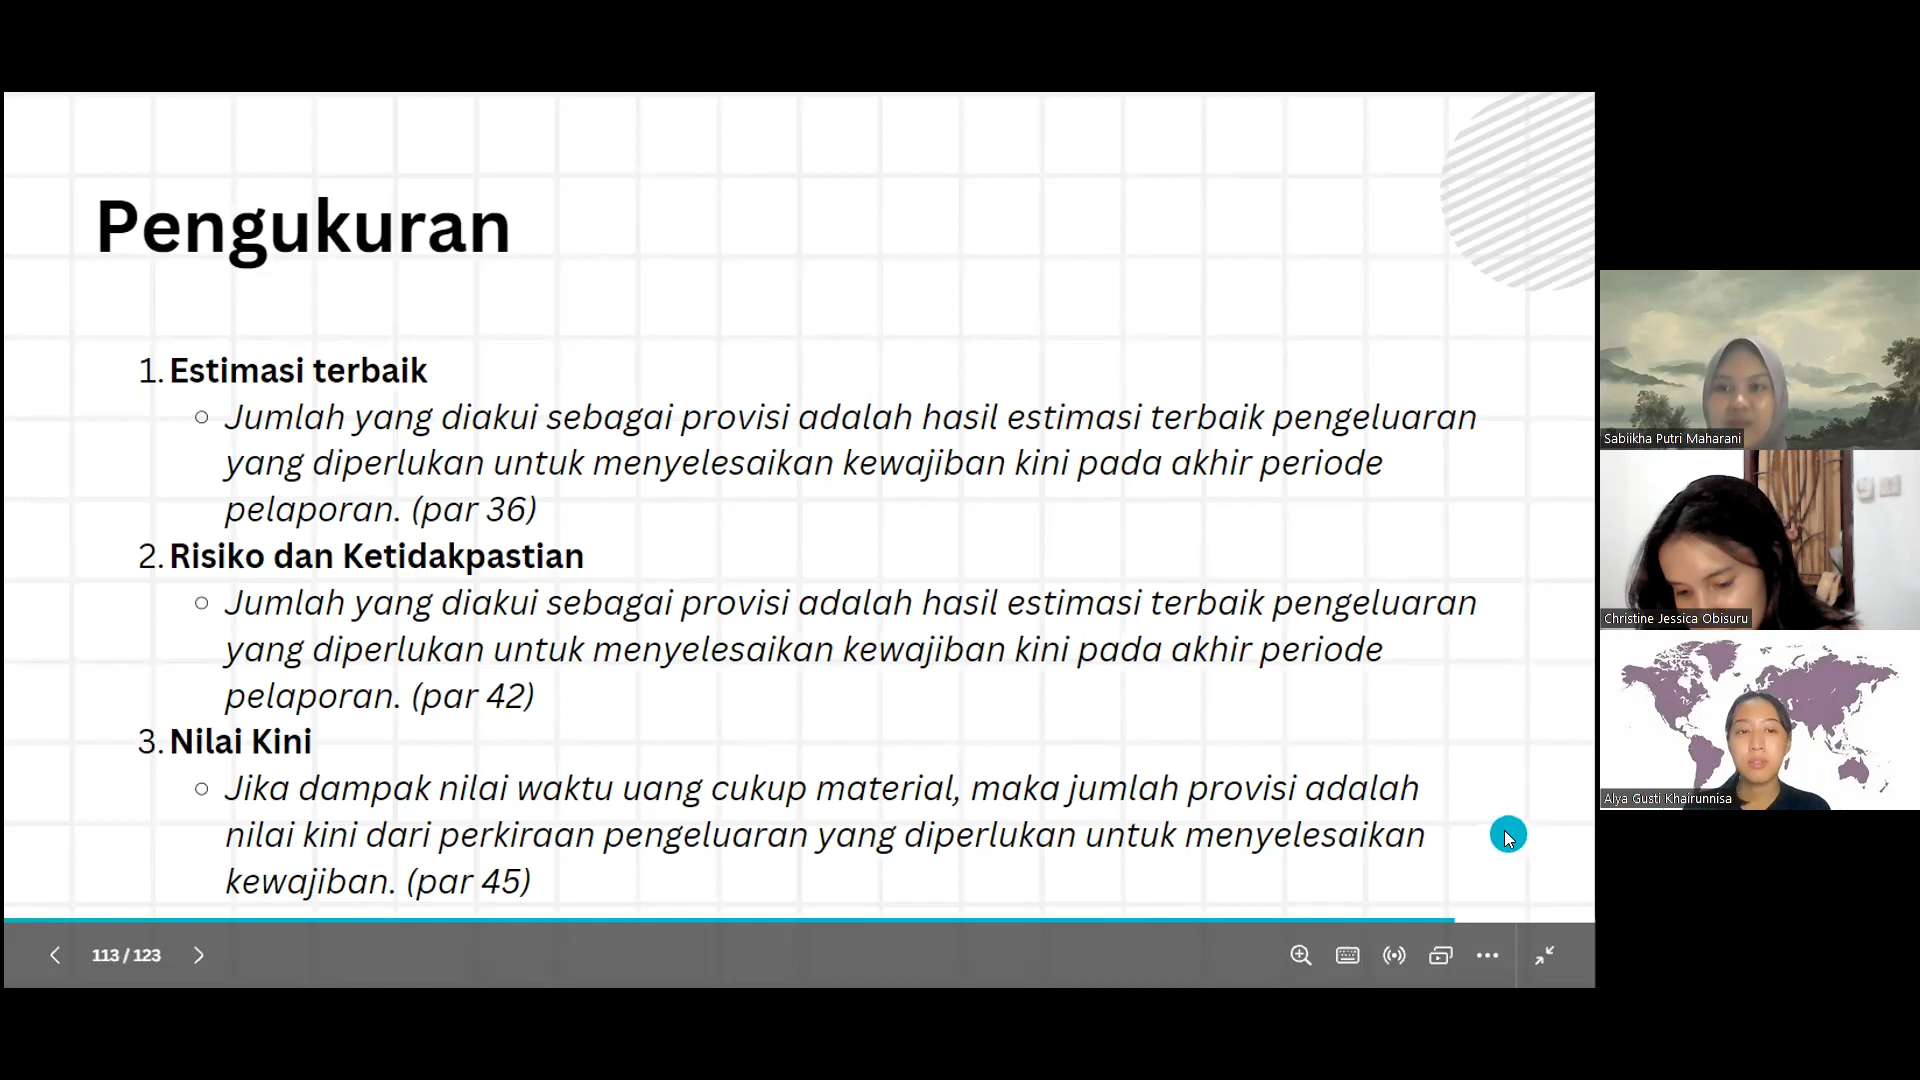 Pengukuran
1. Estimasi terbaik
Jumlah yang diakui sebagai provisi adalah hasil estimasi terbaik pengeluaran
yang diperlukan untuk menyelesaikan kewajiban kini pada akhir periode
pelaporan. (par 36)
2. Risiko dan Ketidakpastian
Jumlah yang diakui sebagai provisi adalah hasil estimasi terbaik pengeluaran
yang diperlukan untuk menyelesaikan kewajiban kini pada akhir periode
pelaporan. (par 42)
3. Nilai Kini
Jika dampak nilai waktu uang cukup material, maka jumlah provisi adalah
nilai kini dari perkiraan pengeluaran yang diperlukan untuk menyelesaikan
kewajiban. (par 45)
113 / 123
Sabiikha Putri Maharani
Christine Jessica Obisuru
Alya Gusti Khairunnisa